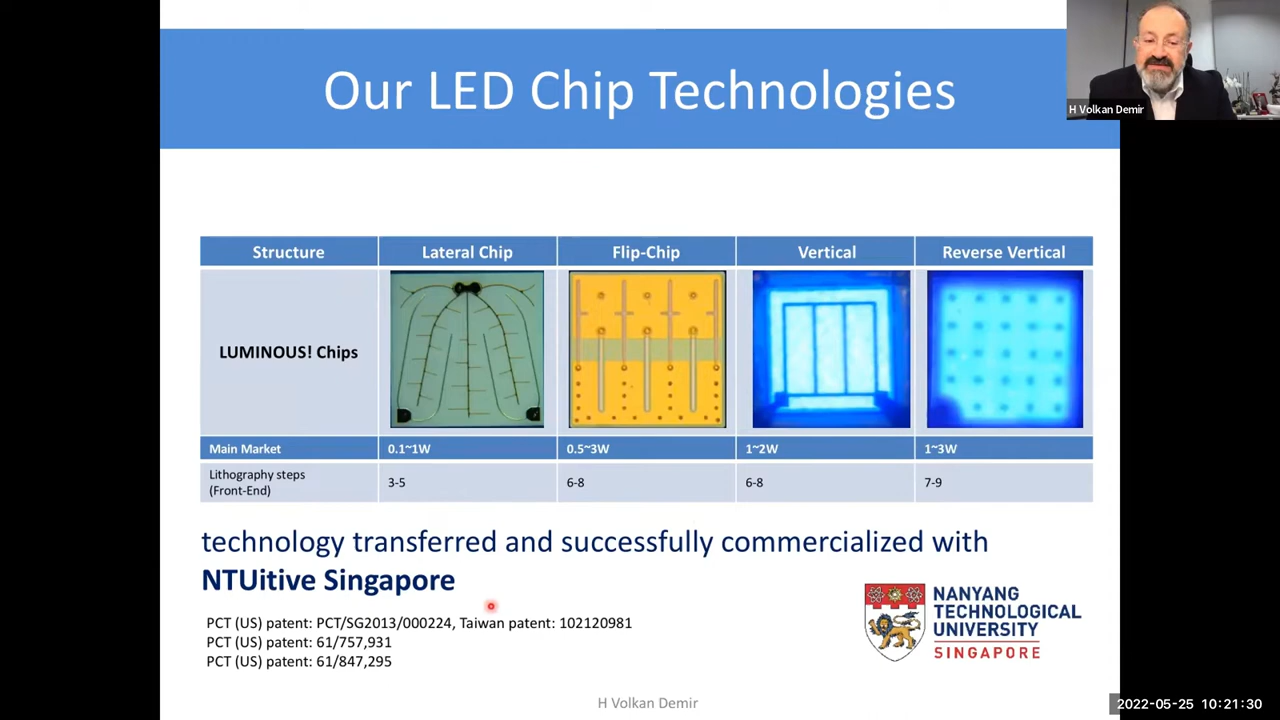 Our LED Chip Technologies
H Volkan Demir
Structure Lateral Chip Flip-Chip Vertical Reverse Vertical
LUMINOUS! Chips
Main Market 0.1~1W 0.5~3W 1~2W 1~3W
Lithography steps
(Front-End)
3-5 6-8 6-8 7-9
technology transferred and successfully commercialized with
NTUitive Singapore
PCT (US) patent: PCT/SG2013/000224, Taiwan patent: 102120981
PCT (US) patent: 61/757,931
PCT (US) patent: 61/847,295
NANYANG
TECHNOLOGICAL
UNIVERSITY
SINGAPORE
H Volkan Demir
2022-05-25 10:21:30